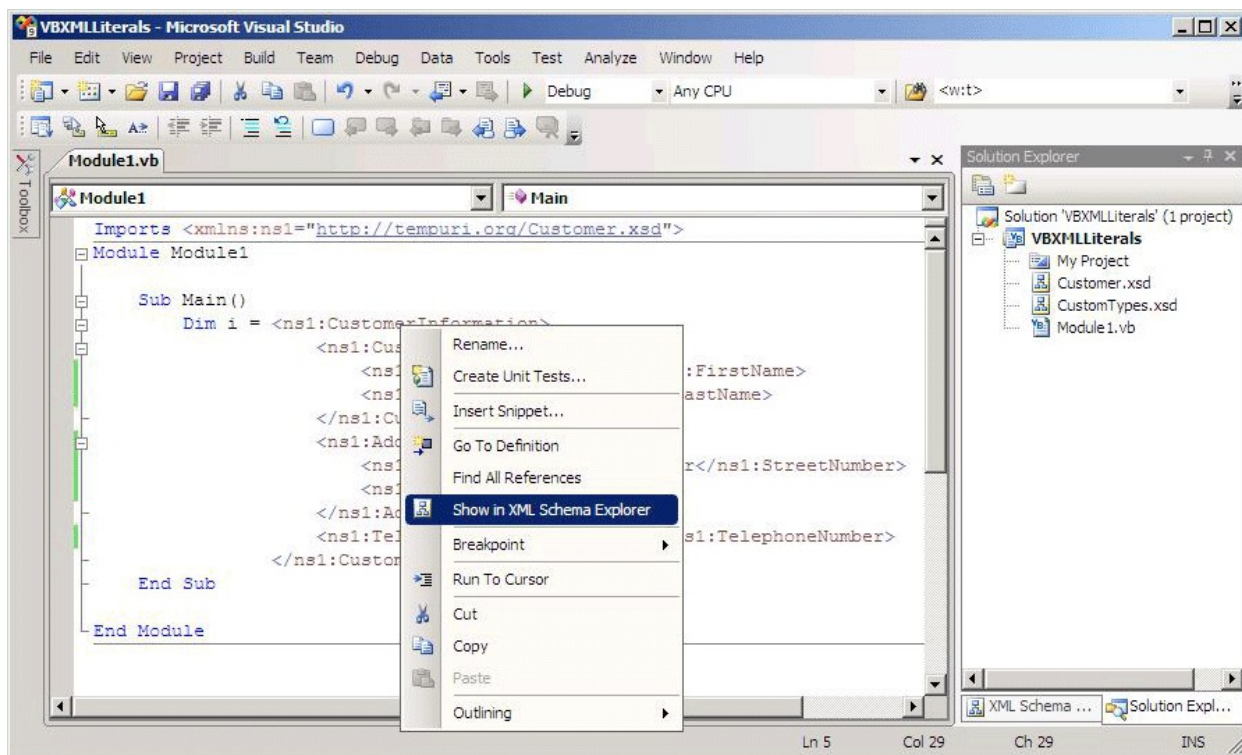 VBXMLLiterals - Microsoft Visual Studio
File Edit View Project Build Team Debug Data Tools Test Analyze Window Help
Debug Any CPU <w:t>
Module1.vb
Toolbox
Module1 Main
Imports <xmlns:ns1="http://tempuri.org/Customer.xsd">
Module Module1
Sub Main()
Dim i = <ns1:CustomerInformation>
<ns1:Cus
<ns1 :FirstName>
<ns1 astName>
</ns1:Cu
<ns1:Add
<ns1 r</ns1:StreetNumber>
<ns1
</ns1:Ad
<ns1:Tel s1:TelephoneNumber>
</ns1:Custom
End Sub
End Module
Rename...
Create Unit Tests...
Insert Snippet...
Go To Definition
Find All References
Show in XML Schema Explorer
Breakpoint
Run To Cursor
Cut
Copy
Paste
Outlining
Solution Explorer
Solution 'VBXMLLiterals' (1 project)
VBXMLLiterals
My Project
Customer.xsd
CustomTypes.xsd
Module1.vb
XML Schema ... Solution Expl...
Ln 5 Col 29 Ch 29 INS